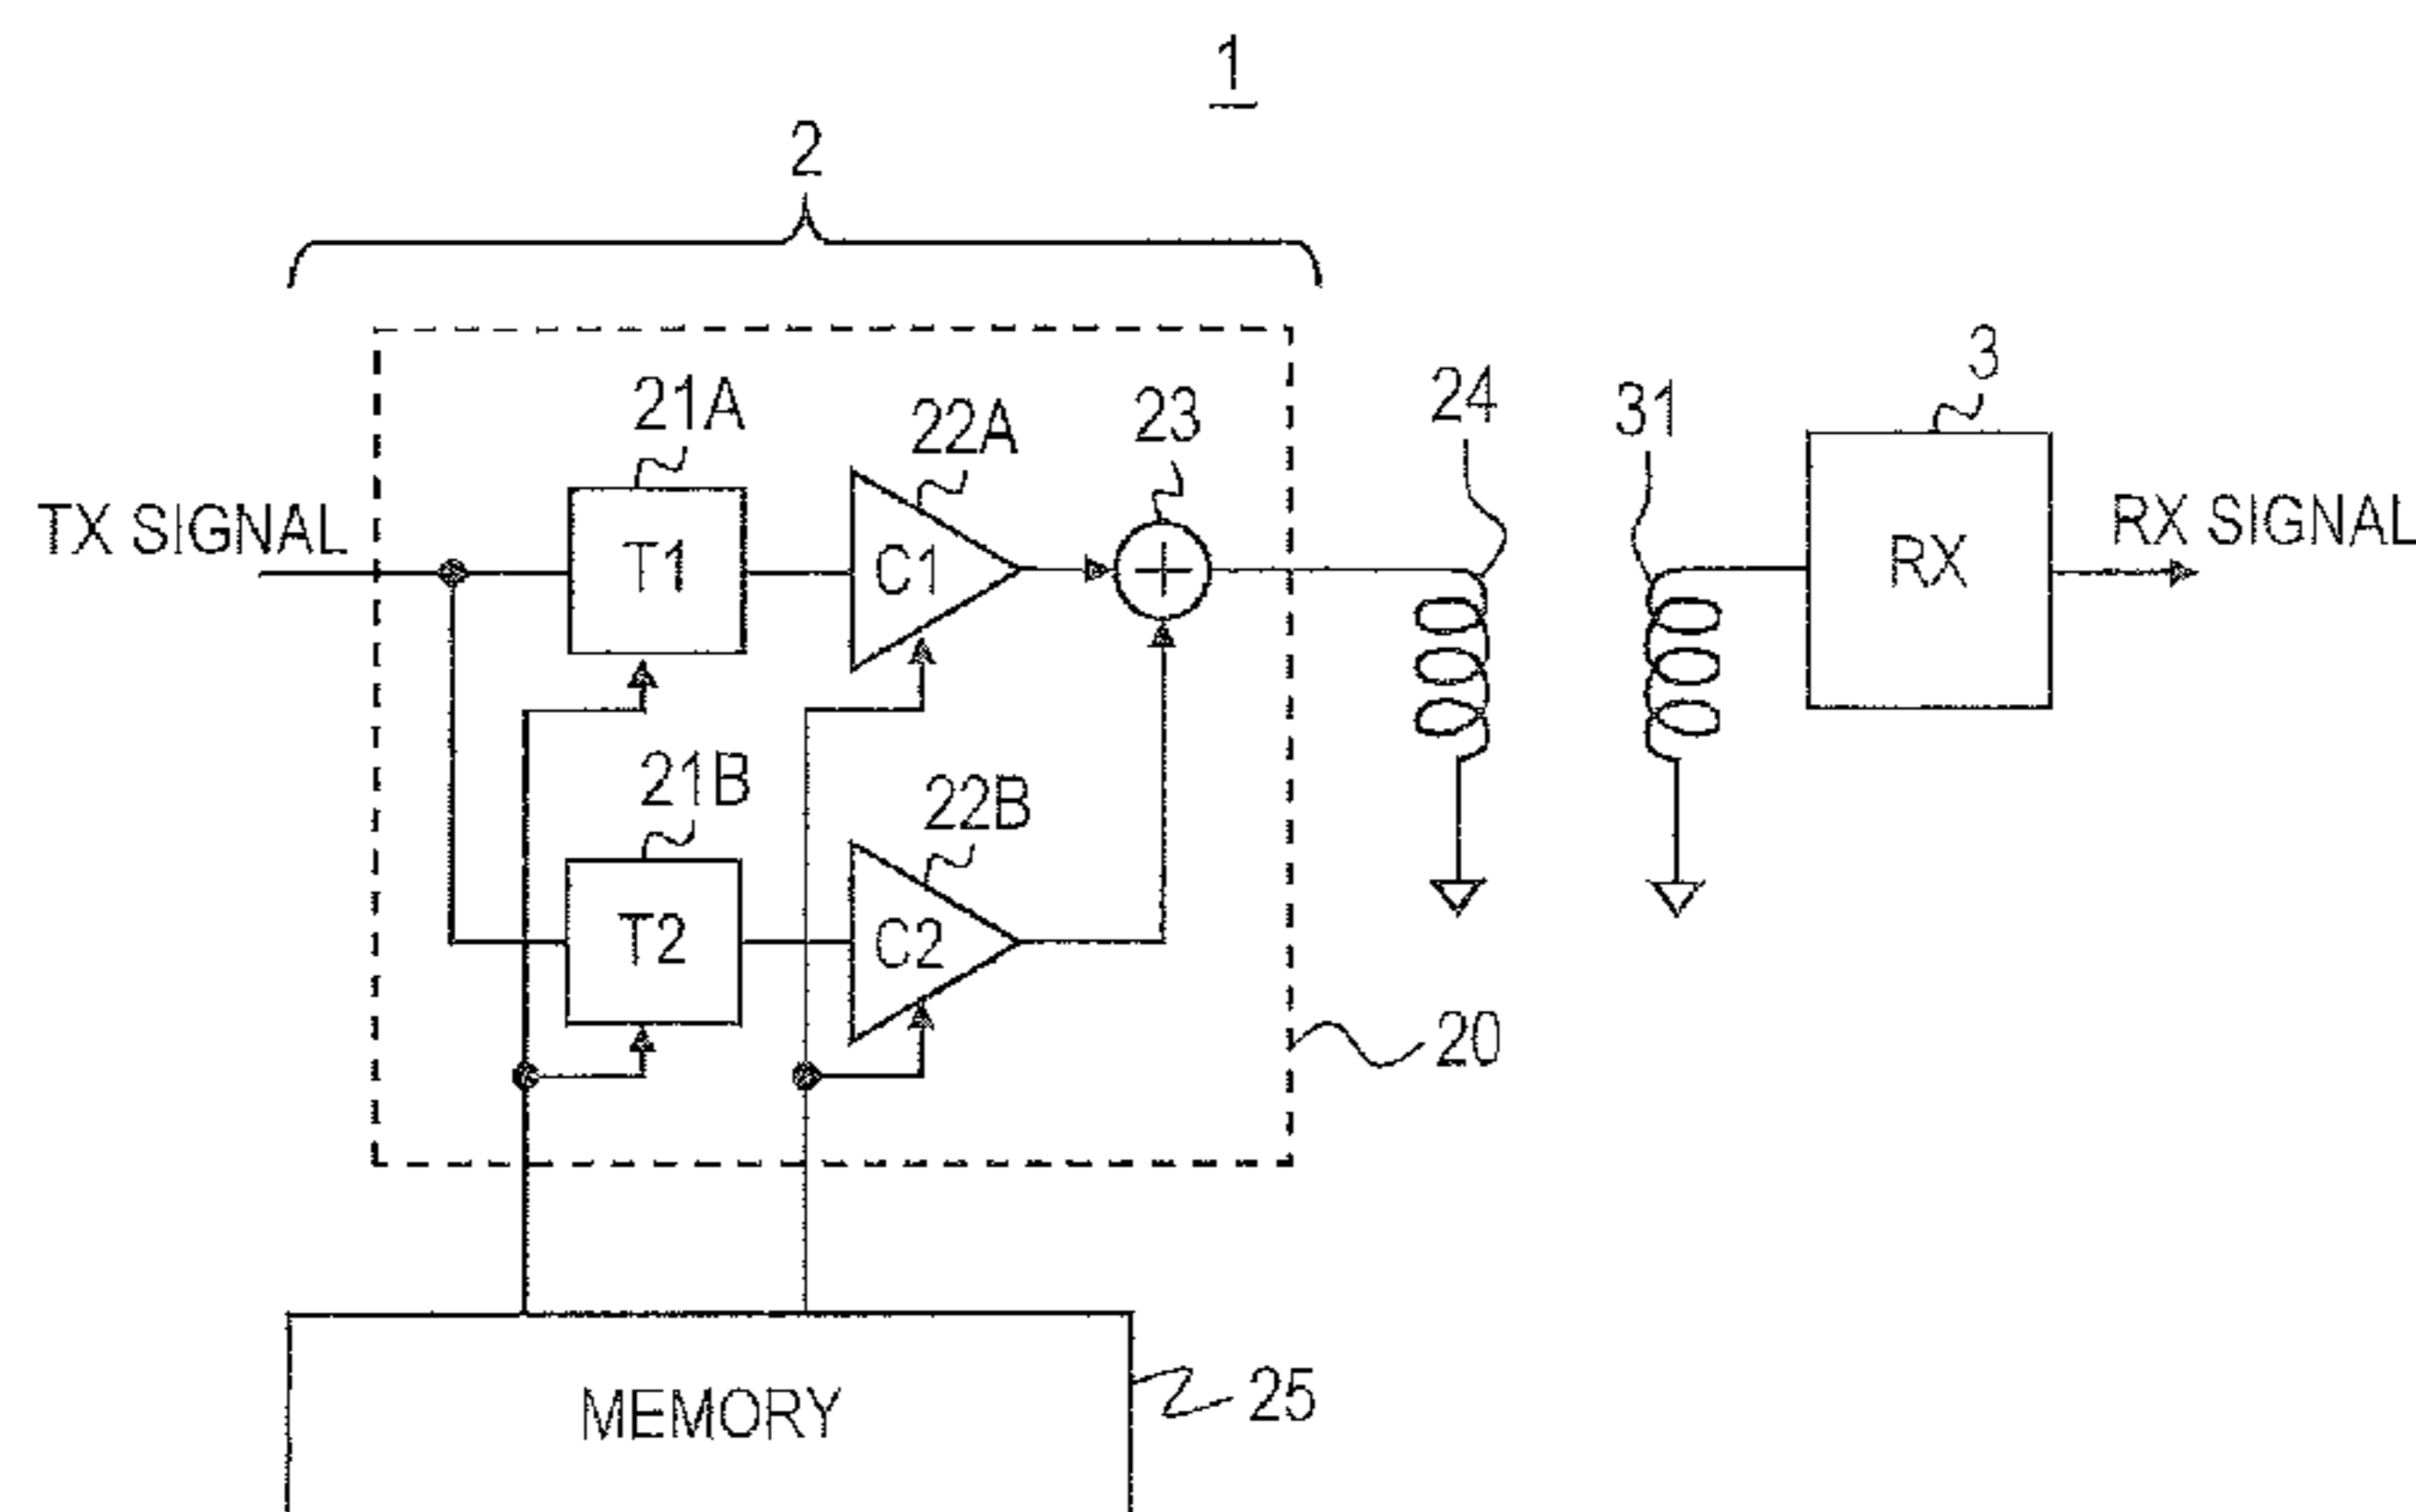 1
2
21A
22A
23
24
31
3
TX SIGNAL
T1
C1
RX
RX SIGNAL
21B
22B
T2
C2
20
MEMORY
25